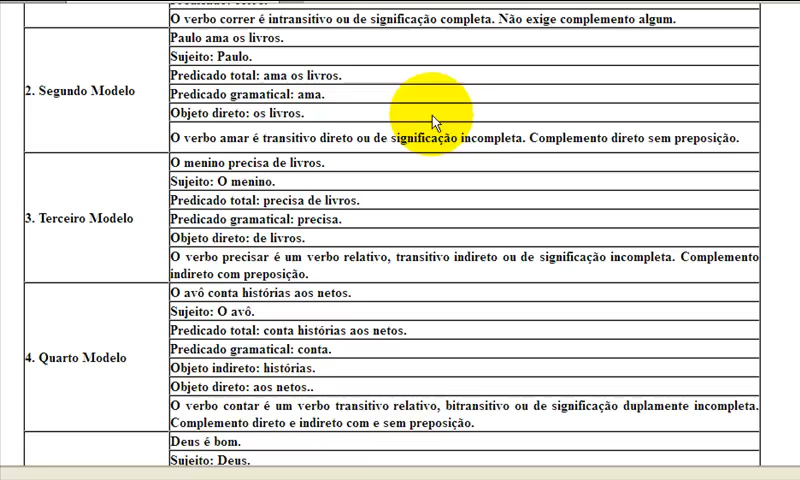 O verbo correr é intransitivo ou de significação completa. Não exige complemento algum.
2. Segundo Modelo
Paulo ama os livros.
Sujeito: Paulo.
Predicado total: ama os livros.
Predicado gramatical: ama.
Objeto direto: os livros.
O verbo amar é transitivo direto ou de significação incompleta. Complemento direto sem preposição.
3. Terceiro Modelo
O menino precisa de livros.
Sujeito: O menino.
Predicado total: precisa de livros.
Predicado gramatical: precisa.
Objeto direto: de livros.
O verbo precisar é um verbo relativo, transitivo indireto ou de significação incompleta. Complemento
indireto com preposição.
4. Quarto Modelo
O avô conta histórias aos netos.
Sujeito: O avô.
Predicado total: conta histórias aos netos.
Predicado gramatical: conta.
Objeto indireto: histórias.
Objeto direto: aos netos..
O verbo contar é um verbo transitivo relativo, bitransitivo ou de significação duplamente incompleta.
Complemento direto e indireto com e sem preposição.
Deus é bom.
Sujeito: Deus.